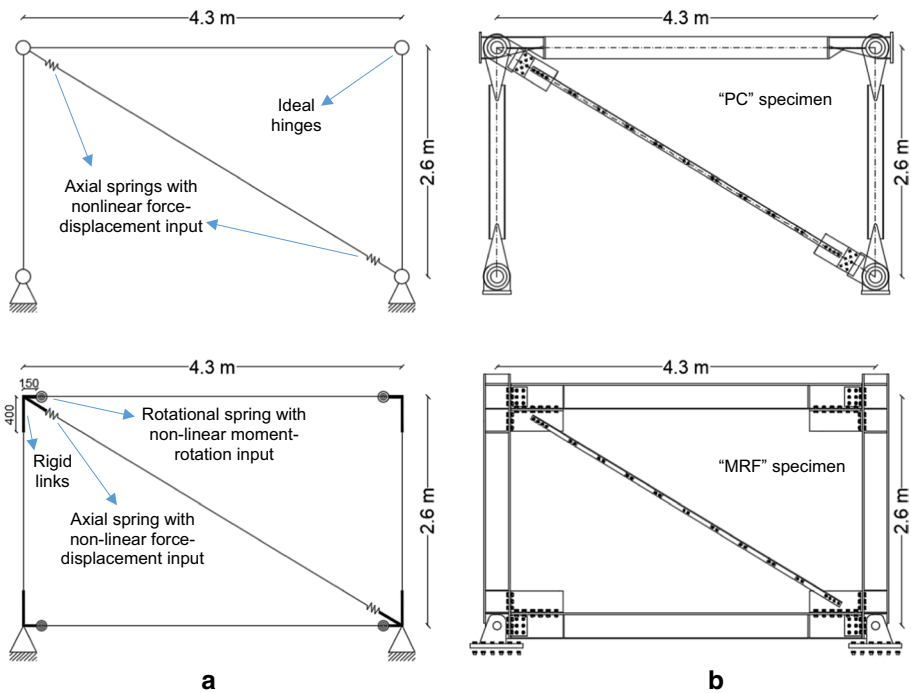 4.3 m
Ideal
hinges
Axial springs with
nonlinear force-
displacement input
2.6 m
4.3 m
"PC" specimen
2.6 m
4.3 m
150
400
Rotational spring with
non-linear moment-
rotation input
Rigid
links
Axial spring with
non-linear force-
displacement input
2.6 m
4.3 m
"MRF" specimen
2.6 m
a
b